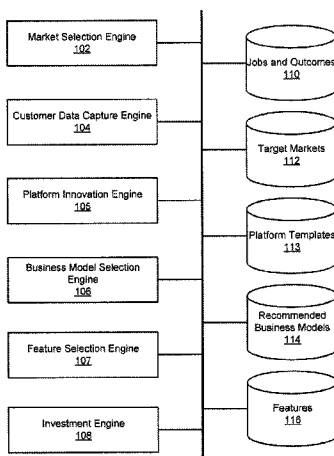 Market Selection Engine
102
Customer Data Capture Engine
104
Platform Innovation Engine
105
Business Model Selection
Engine
106
Feature Selection Engine
107
Investment Engine
108
Jobs and Outcomes
110
Target Markets
112
Platform Templates
113
Recommended
Business Models
114
Features
116